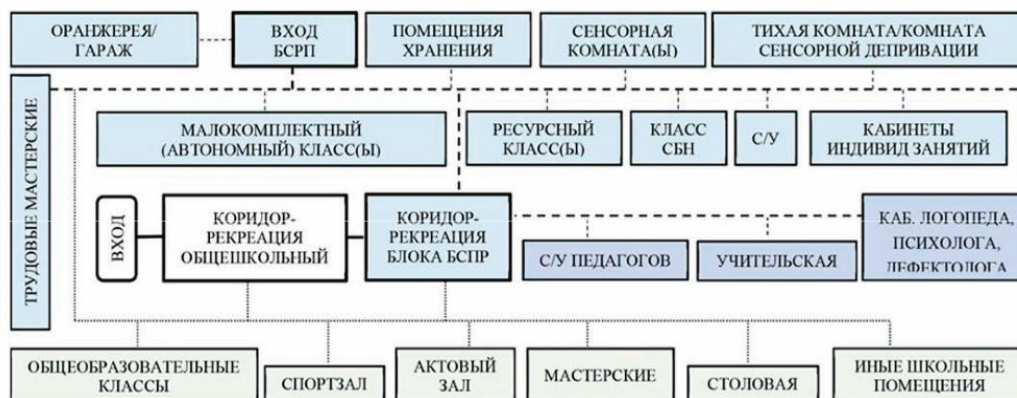 ОРАНЖЕРЕЯ/
ГАРАЖ
ВХОД
БСРП
ПОМЕЩЕНИЯ
ХРАНЕНИЯ
СЕНСОРНАЯ
КОМНАТА(Ы)
ТИХАЯ КОМНАТА/КОМНАТА
СЕНСОРНОЙ ДЕПРИВАЦИИ
ТРУДОВЫЕ МАСТЕРСКИЕ
МАЛОКОМПЛЕКТНЫЙ
(АВТОНОМНЫЙ) КЛАСС(Ы)
РЕСУРСНЫЙ
КЛАСС(Ы)
КЛАСС
СБН
С/У
КАБИНЕТЫ
ИНДИВИД ЗАНЯТИЙ
ВХОД
КОРИДОР-
РЕКРЕАЦИЯ
ОБЩЕШКОЛЬНЫЙ
КОРИДОР-
РЕКРЕАЦИЯ
БЛОКА БСПР
С/У ПЕДАГОГОВ
УЧИТЕЛЬСКАЯ
КАБ. ЛОГОПЕДА,
ПСИХОЛОГА,
ДЕФЕКТОЛОГА
ОБЩЕОБРАЗОВАТЕЛЬНЫЕ
КЛАССЫ
СПОРТЗАЛ
АКТОВЫЙ
ЗАЛ
МАСТЕРСКИЕ
СТОЛОВАЯ
ИНЫЕ ШКОЛЬНЫЕ
ПОМЕЩЕНИЯ